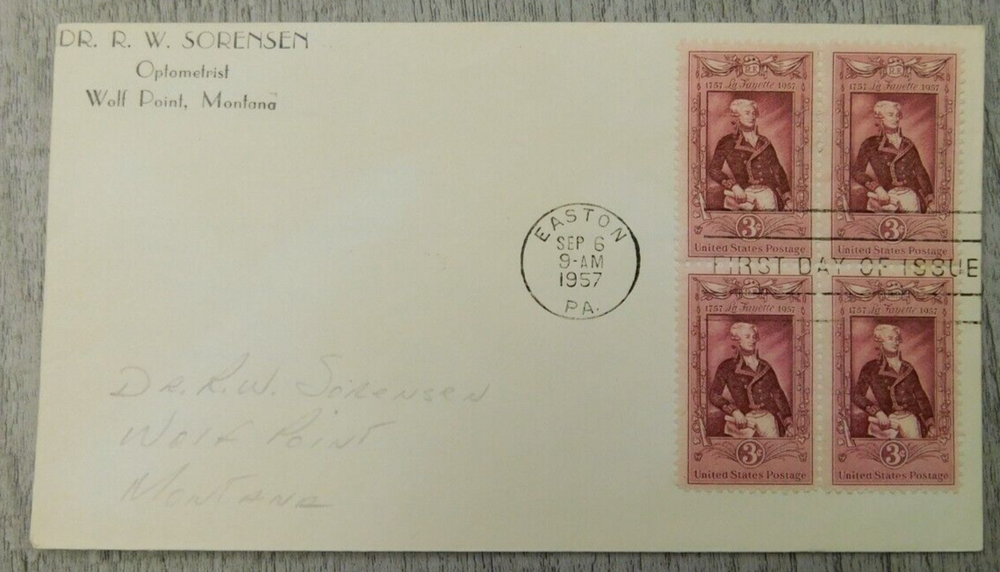 DR. R. W. SORENSEN
Optometrist
Wolf Point, Montana
1757 La Fayette 1957
3¢
United States Postage
1757 La Fayette 1957
3¢
United States Postage
EASTON
SEP 6
9-AM
1957
PA.
FIRST DAY OF ISSUE
1757 La Fayette 1957
3¢
United States Postage
1757 La Fayette 1957
3¢
United States Postage
DR. R.W. SORENSEN
WOLF POINT
MONTANA